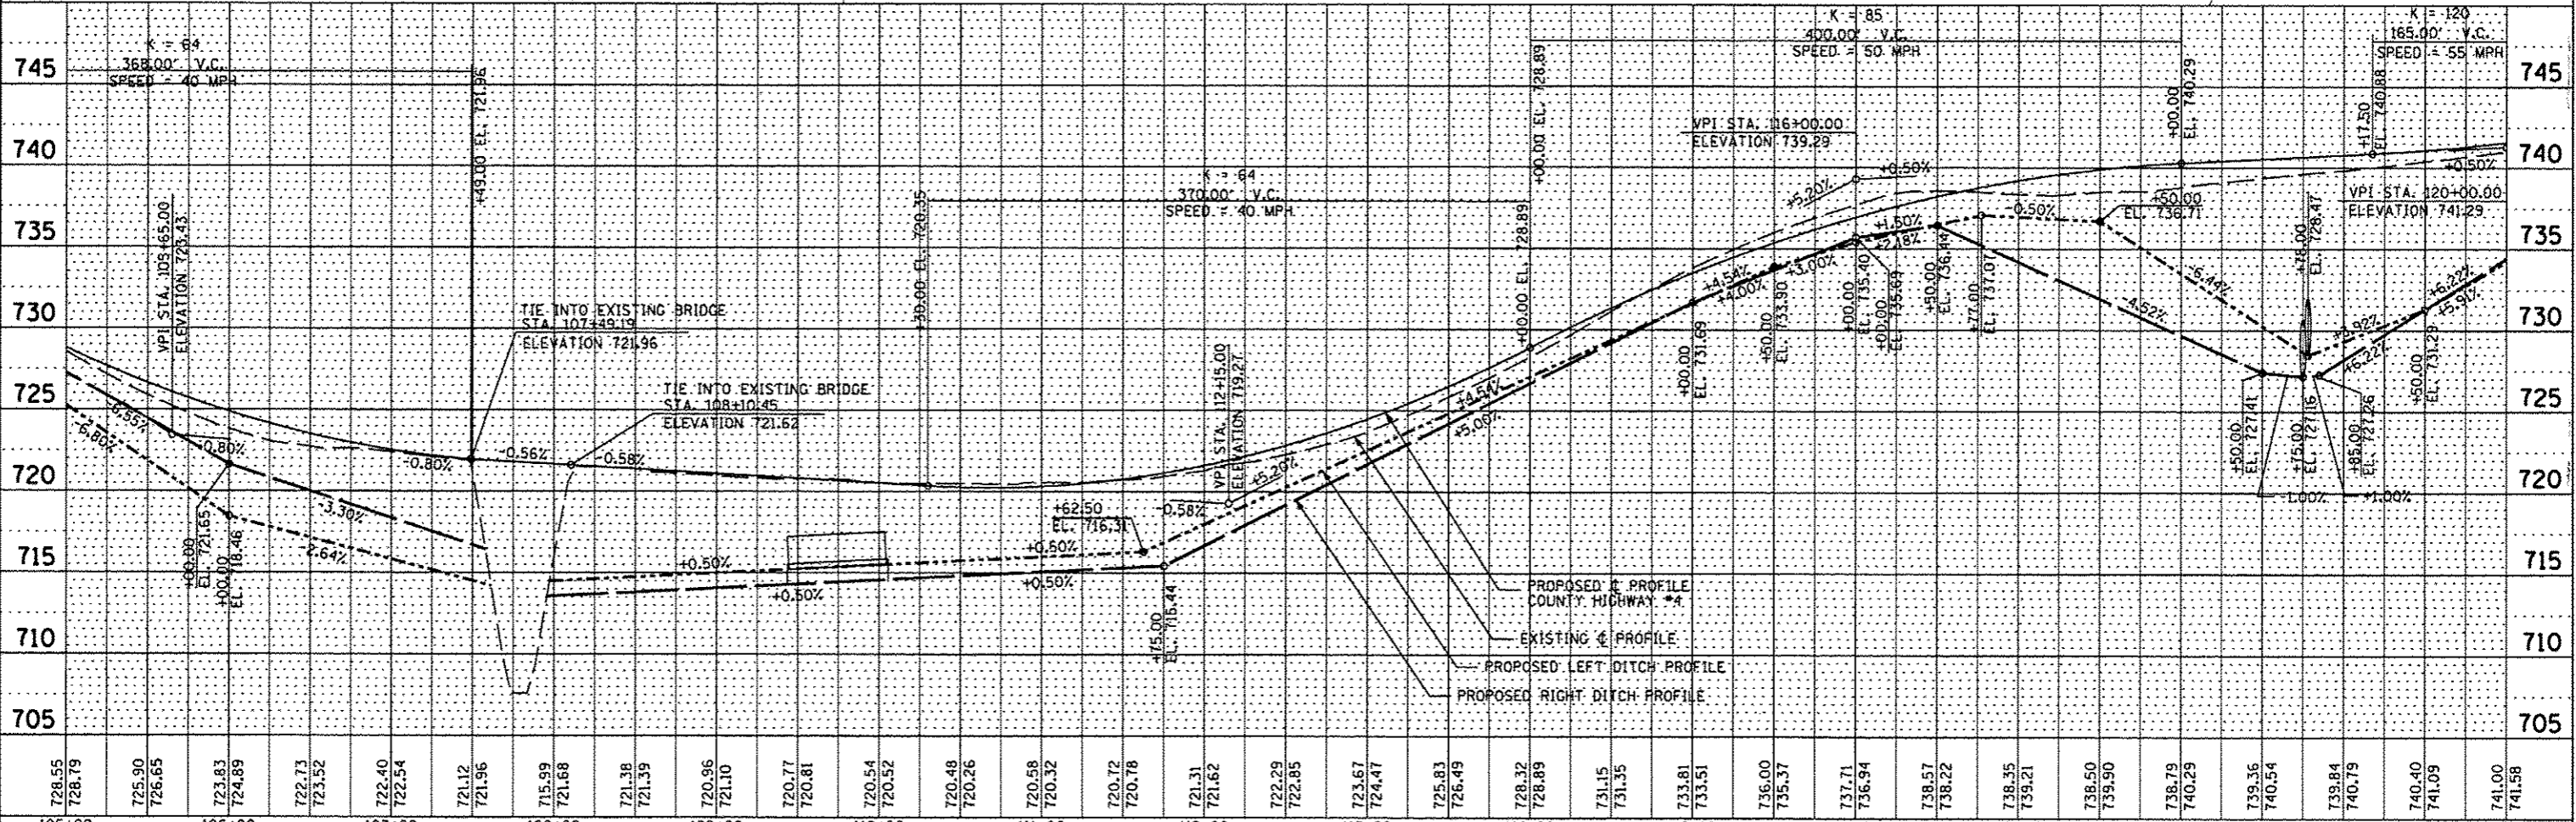 K = 64
368.00' V.C.
SPEED = 40 MPH
K = 85
400.00' V.C.
SPEED = 50 MPH
K = 120
165.00' V.C.
SPEED = 55 MPH
745
740
735
730
725
720
715
710
705
VPI STA. 105+65.00
ELEVATION 723.43
+49.00 EL. 721.96
TIE INTO EXISTING BRIDGE
STA. 107+49.19
ELEVATION 721.96
TIE INTO EXISTING BRIDGE
STA. 108+10.45
ELEVATION 721.62
+30.00 EL. 720.35
K = 64
370.00' V.C.
SPEED = 40 MPH
VPI STA. 112+15.00
ELEVATION 719.27
+00.00 EL. 728.89
+00.00 EL. 728.89
VPI STA. 116+00.00
ELEVATION 739.29
+5.20%
+0.50%
+00.00
EL. 740.29
+17.50
EL. 740.88
+0.50%
VPI STA. 120+00.00
ELEVATION 741.29
-6.55%
-6.80%
-0.80%
-0.80%
-0.56%
-0.58%
-3.30%
-2.64%
+00.00
EL. 721.65
+00.00
EL. 718.46
+0.50%
+0.50%
+0.50%
+0.50%
+62.50
EL. 716.31
-0.58%
+5.20%
+75.00
EL. 715.44
+4.54%
+5.00%
+4.54%
+4.00%
+3.00%
+1.50%
+2.18%
-0.50%
+00.00
EL. 731.69
+50.00
EL. 733.90
+00.00
EL. 735.40
+00.00
EL. 735.69
+50.00
EL. 736.44
+77.00
EL. 737.07
+50.00
EL. 736.71
-6.44%
-4.52%
+78.00
EL. 728.47
+3.92%
+6.22%
+6.22%
+5.91%
+50.00
EL. 727.41
+75.00
EL. 727.16
+85.00
EL. 727.26
+50.00
EL. 731.29
-1.00%
+1.00%
PROPOSED ℄ PROFILE
COUNTY HIGHWAY #4
EXISTING ℄ PROFILE
PROPOSED LEFT DITCH PROFILE
PROPOSED RIGHT DITCH PROFILE
745
740
735
730
725
720
715
710
705
728.55
728.79
725.90
726.65
723.83
724.89
722.73
723.52
722.40
722.54
721.12
721.96
715.99
721.68
721.38
721.39
720.96
721.10
720.77
720.81
720.54
720.52
720.48
720.26
720.58
720.32
720.72
720.78
721.31
721.62
722.29
722.85
723.67
724.47
725.83
726.49
728.32
728.89
731.15
731.35
733.81
733.51
736.00
735.37
737.71
736.94
738.57
738.22
738.35
739.21
738.50
739.90
738.79
740.29
739.36
740.54
739.84
740.79
740.40
741.09
741.00
741.58